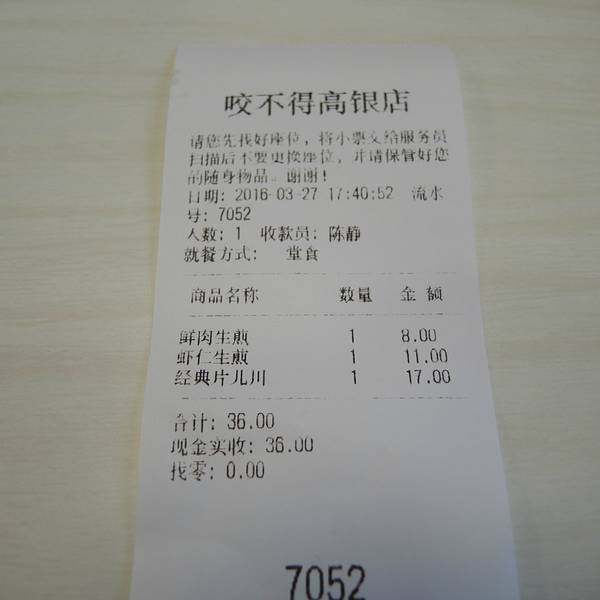 咬不得高银店
请您先找好座位, 将小票交给服务员
扫描后不要更换座位, 并请保管好您
的随身物品。谢谢!
日期: 2016-03-27 17:40:52 流水
号: 7052
人数: 1 收款员: 陈静
就餐方式: 堂食
商品名称 数量 金额
鲜肉生煎 1 8.00
虾仁生煎 1 11.00
经典片儿川 1 17.00
合计: 36.00
现金实收: 36.00
找零: 0.00
7052